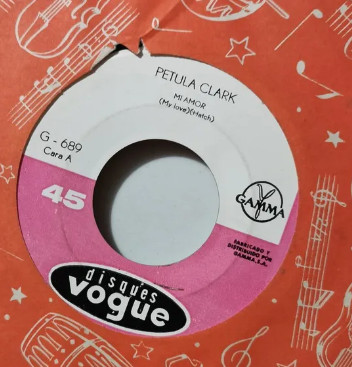 PETULA CLARK
MI AMOR
(My love)(Hatch)
G - 689
Cara A
45
GAMMA
FABRICADO Y
DISTRIBUIDO POR
GAMMA, S.A.
disques
vogue